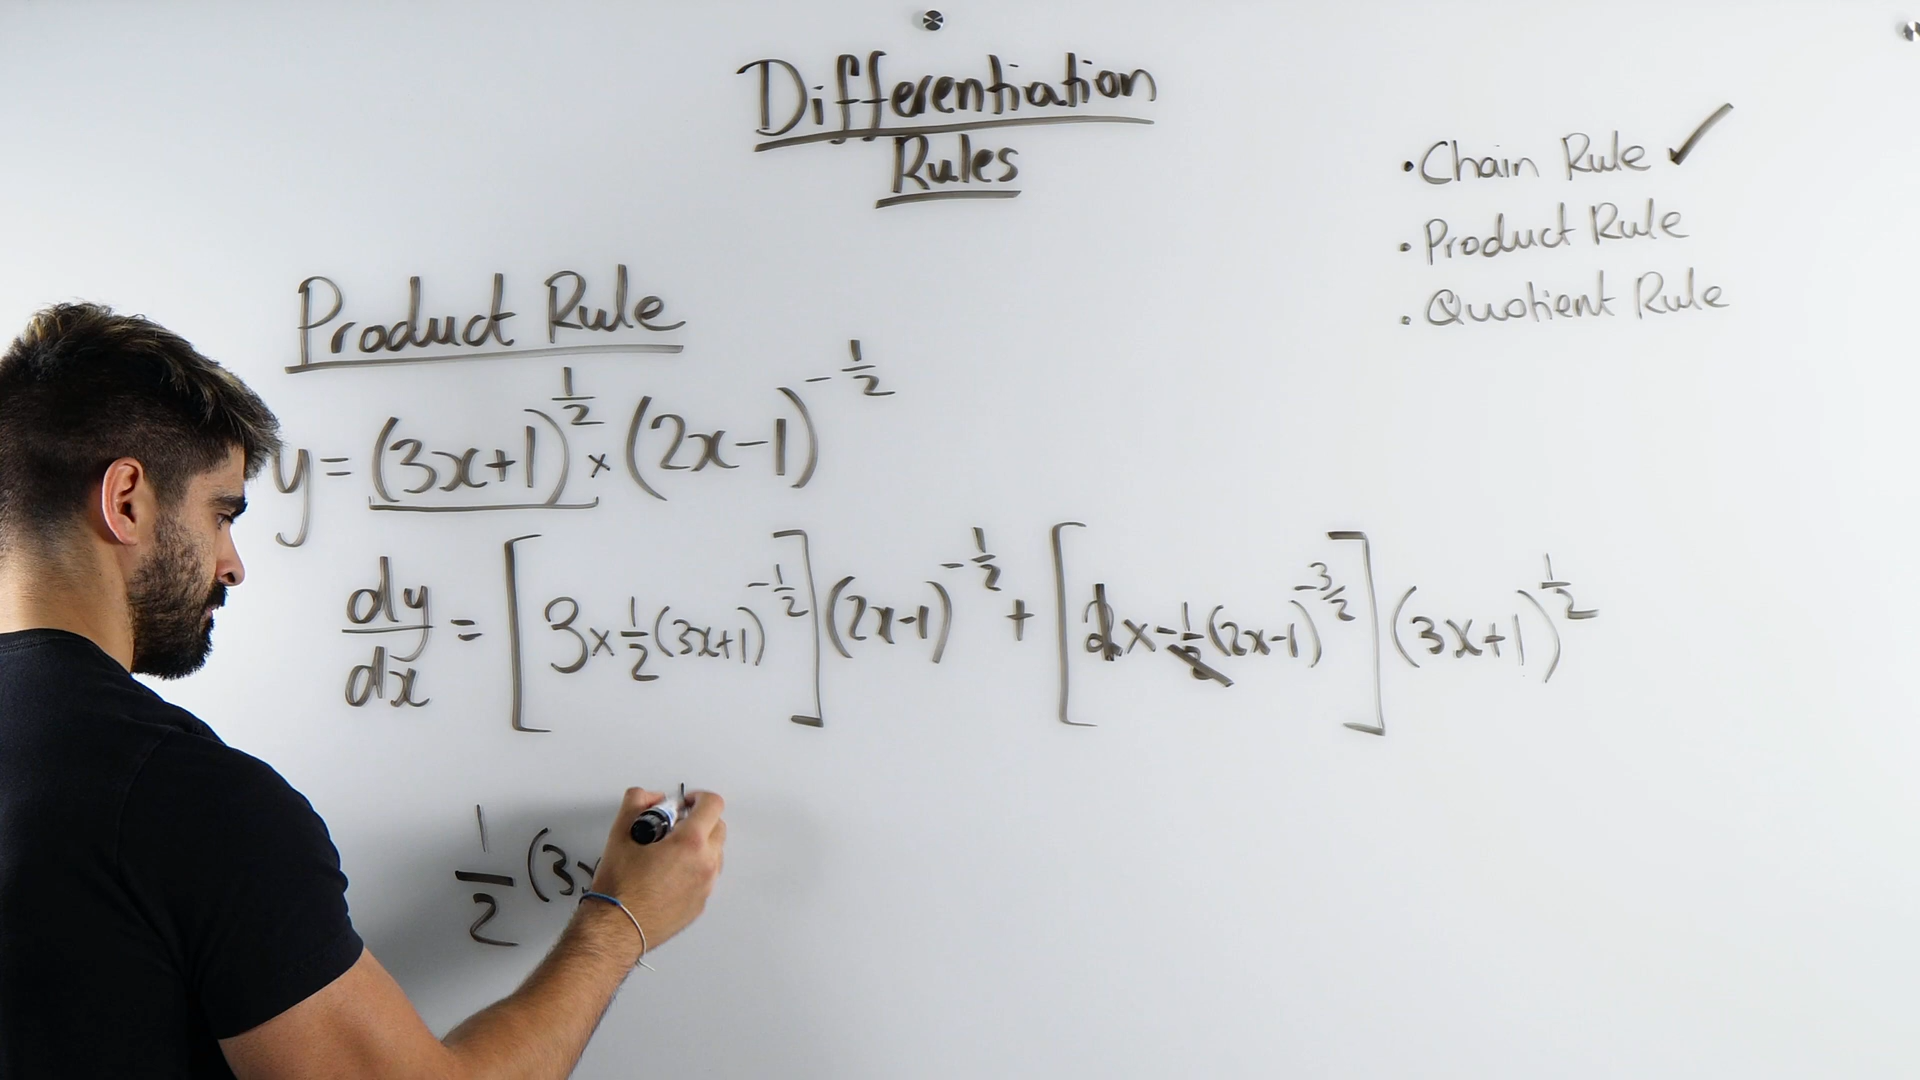 Differentiation
Rules
• Chain Rule ✓
• Product Rule
• Quotient Rule
Product Rule
y = (3x+1)^{1/2} × (2x-1)^{-1/2}
dy/dx = [3 × 1/2 (3x+1)^{-1/2}] (2x-1)^{-1/2} + [2 × -1/2 (2x-1)^{-3/2}] (3x+1)^{1/2}
1/2 (3x